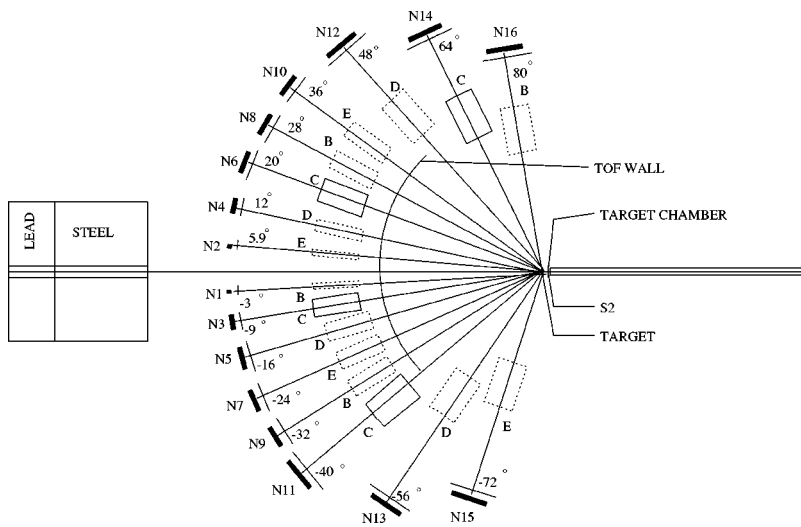 N14
N12
N16
48°
64°
80°
N10
36°
D
C
B
N8
28°
E
B
N6
20°
C
TOF WALL
N4
12°
D
LEAD
STEEL
N2
5.9°
E
TARGET CHAMBER
N1
-3°
B
S2
N3
-9°
C
TARGET
N5
-16°
D
E
N7
-24°
B
E
N9
-32°
C
D
N11
-40°
N13
-56°
N15
-72°